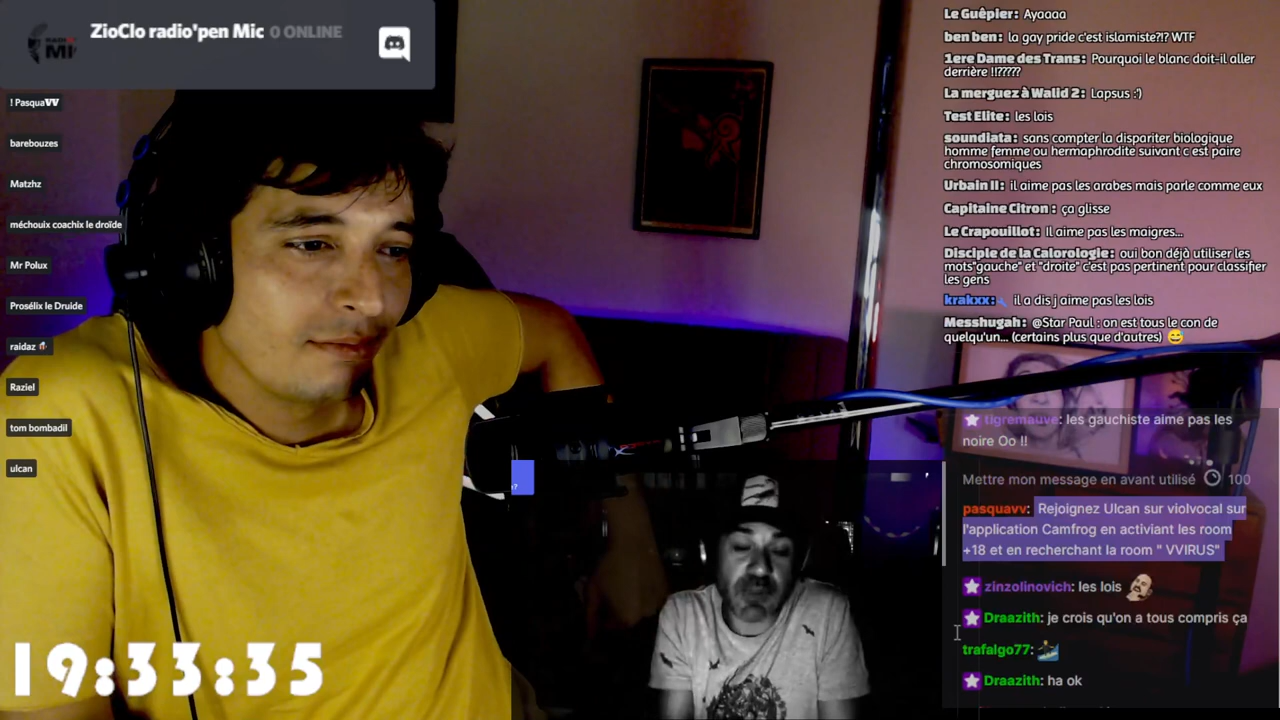 ZioClo radio'pen Mic 0 ONLINE
MI
! PasquaVV
barebouzes
Matzhz
méchouix coachix le droïde
Mr Polux
Prosélix le Druide
raidaz
Raziel
tom bombadil
ulcan
19:33:35
Le Guêpier: Ayaaaa
ben ben: la gay pride c'est islamiste?!? WTF
1ere Dame des Trans: Pourquoi le blanc doit-il aller
derrière !!?????
La merguez à Walid 2: Lapsus :')
Test Elite: les lois
soundiata: sans compter la dispariter biologique
homme femme ou hermaphrodite suivant c est paire
chromosomiques
Urbain II: il aime pas les arabes mais parle comme eux
Capitaine Citron : ça glisse
Le Crapouillot: Il aime pas les maigres...
Disciple de la Calorologie: oui bon déjà utiliser les
mots"gauche" et "droite" c'est pas pertinent pour classifier
les gens
krakxx: il a dis j aime pas les lois
Messhugah: @Star Paul : on est tous le con de
quelqu'un... (certains plus que d'autres) 😅
tigremauve: les gauchiste aime pas les
noire Oo !!
Mettre mon message en avant utilisé 100
pasquavv: Rejoignez Ulcan sur violvocal sur
l'application Camfrog en activiant les room
+18 et en recherchant la room " VVIRUS"
zinzolinovich: les lois
Draazith: je crois qu'on a tous compris ça
trafalgo77:
Draazith: ha ok